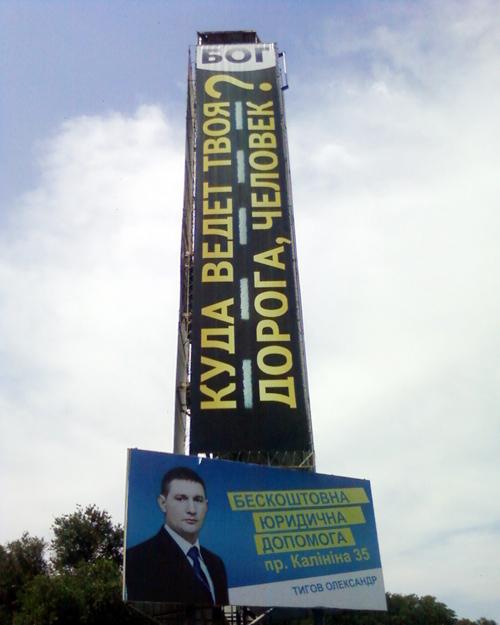 БОГ
КУДА ВЕДЕТ ТВОЯ?
ДОРОГА, ЧЕЛОВЕК?
БЕСКОШТОВНА
ЮРИДИЧНА
ДОПОМОГА
пр. Калініна 35
ТИГОВ ОЛЕКСАНДР